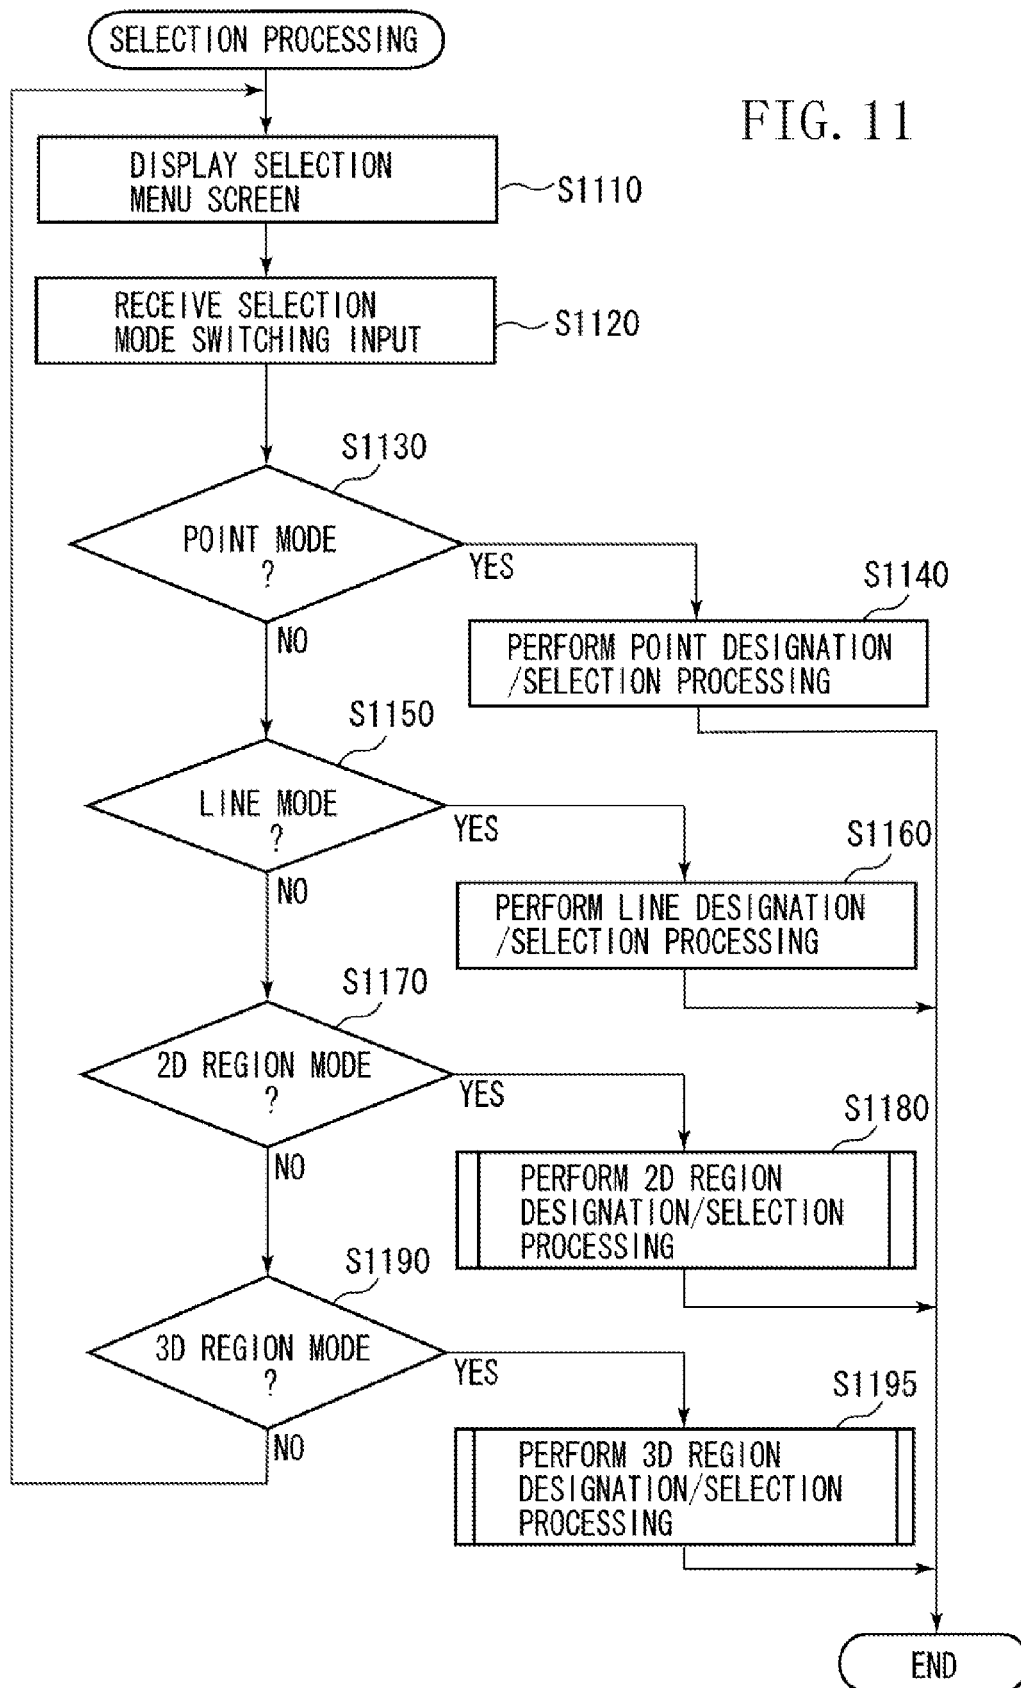 SELECTION PROCESSING
FIG. 11
DISPLAY SELECTION
MENU SCREEN
S1110
RECEIVE SELECTION
MODE SWITCHING INPUT
S1120
S1130
POINT MODE
?
YES
NO
S1140
PERFORM POINT DESIGNATION
/SELECTION PROCESSING
S1150
LINE MODE
?
YES
NO
S1160
PERFORM LINE DESIGNATION
/SELECTION PROCESSING
S1170
2D REGION MODE
?
YES
NO
S1180
PERFORM 2D REGION
DESIGNATION/SELECTION
PROCESSING
S1190
3D REGION MODE
?
YES
NO
S1195
PERFORM 3D REGION
DESIGNATION/SELECTION
PROCESSING
END